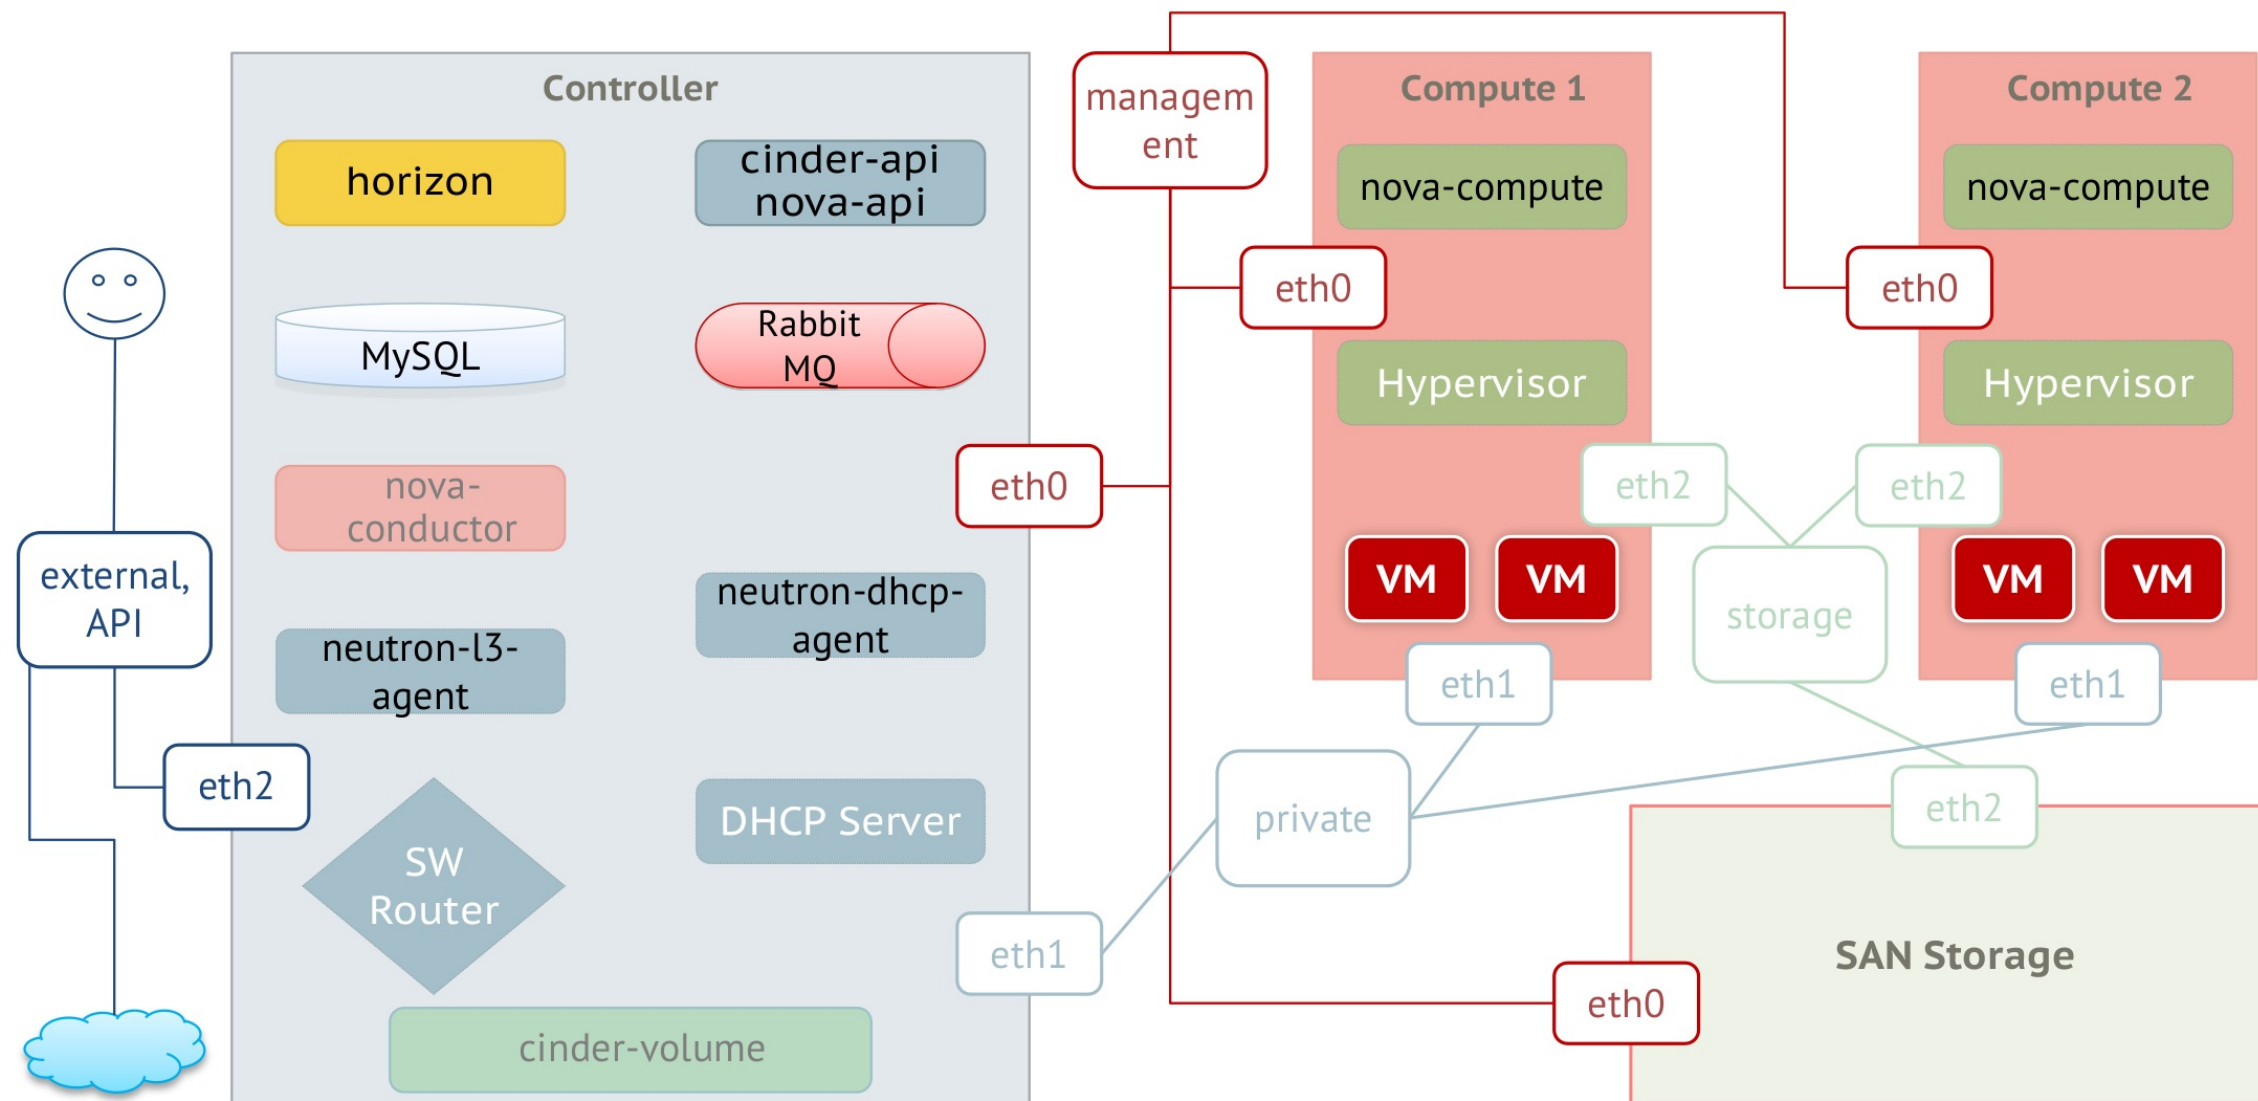 Controller
horizon
cinder-api
nova-api
MySQL
Rabbit
MQ
nova-
conductor
eth0
neutron-dhcp-
agent
neutron-l3-
agent
external,
API
eth2
SW
Router
DHCP Server
eth1
cinder-volume
managem
ent
Compute 1
nova-compute
eth0
Hypervisor
eth2
VM
VM
eth1
Compute 2
nova-compute
eth0
Hypervisor
eth2
VM
VM
eth1
storage
private
eth2
SAN Storage
eth0